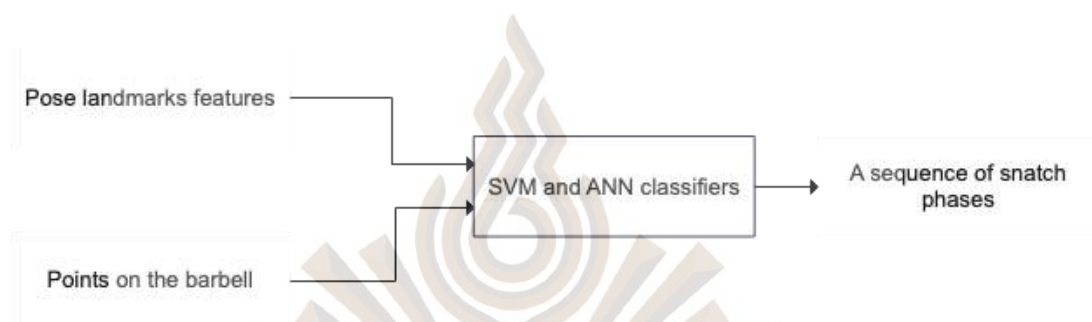 Pose landmarks features
SVM and ANN classifiers
A sequence of snatch
phases
Points on the barbell